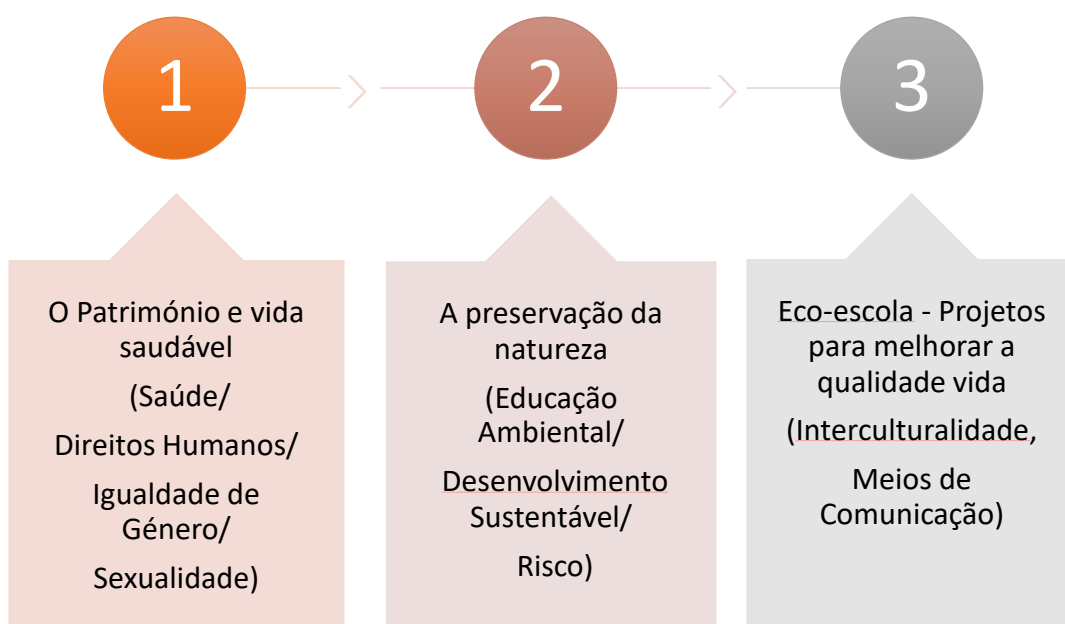 1
2
3
O Património e vida
saudável
(Saúde/
Direitos Humanos/
Igualdade de
Género/
Sexualidade)
A preservação da
natureza
(Educação
Ambiental/
Desenvolvimento
Sustentável/
Risco)
Eco-escola - Projetos
para melhorar a
qualidade vida
(Interculturalidade,
Meios de
Comunicação)